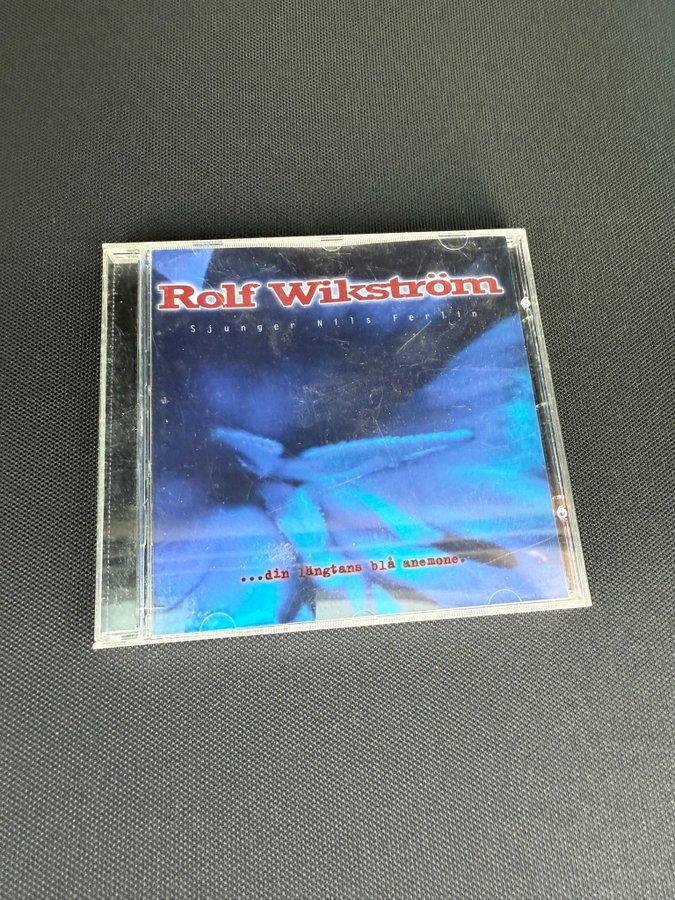 Rolf Wikström
Sjunger Nils Ferlin
...din längtans blå anemone.